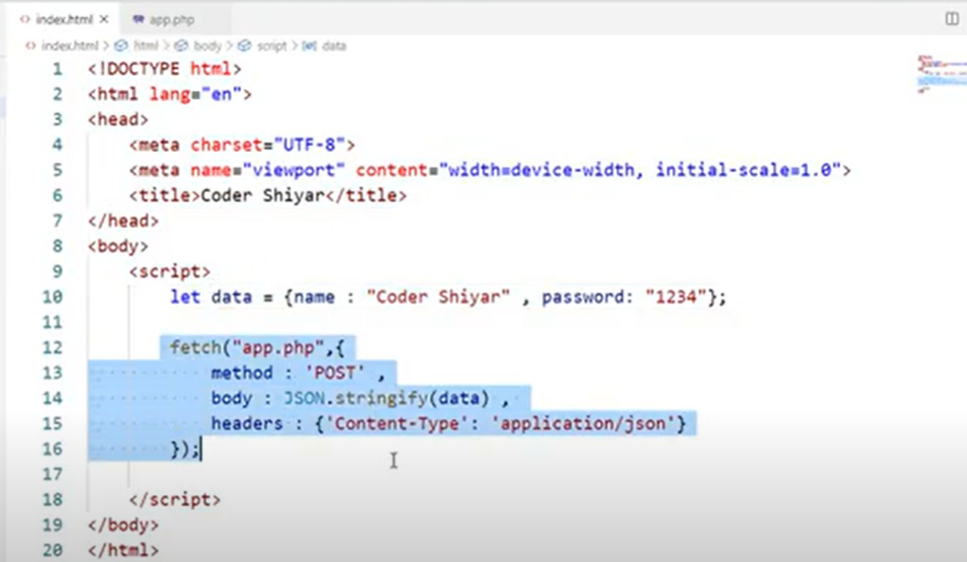 index.html
app.php
index.html > html > body > script > data
1 <!DOCTYPE html>
2 <html lang="en">
3 <head>
4 <meta charset="UTF-8">
5 <meta name="viewport" content="width=device-width, initial-scale=1.0">
6 <title>Coder Shiyar</title>
7 </head>
8 <body>
9 <script>
10 let data = {name : "Coder Shiyar" , password: "1234"};
11
12 fetch("app.php",{
13 method : 'POST' ,
14 body : JSON.stringify(data) ,
15 headers : {'Content-Type': 'application/json'}
16 });
17
18 </script>
19 </body>
20 </html>